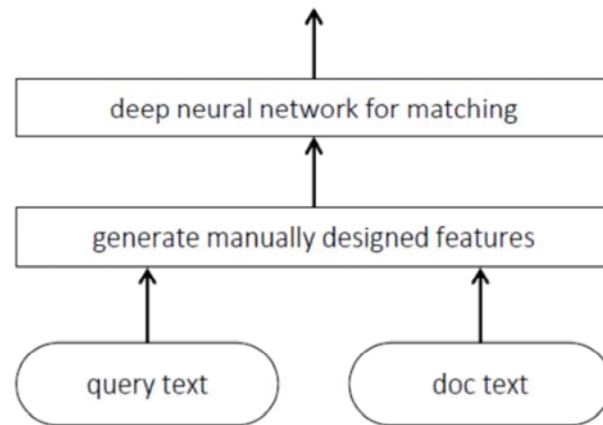 deep neural network for matching
generate manually designed features
query text
doc text